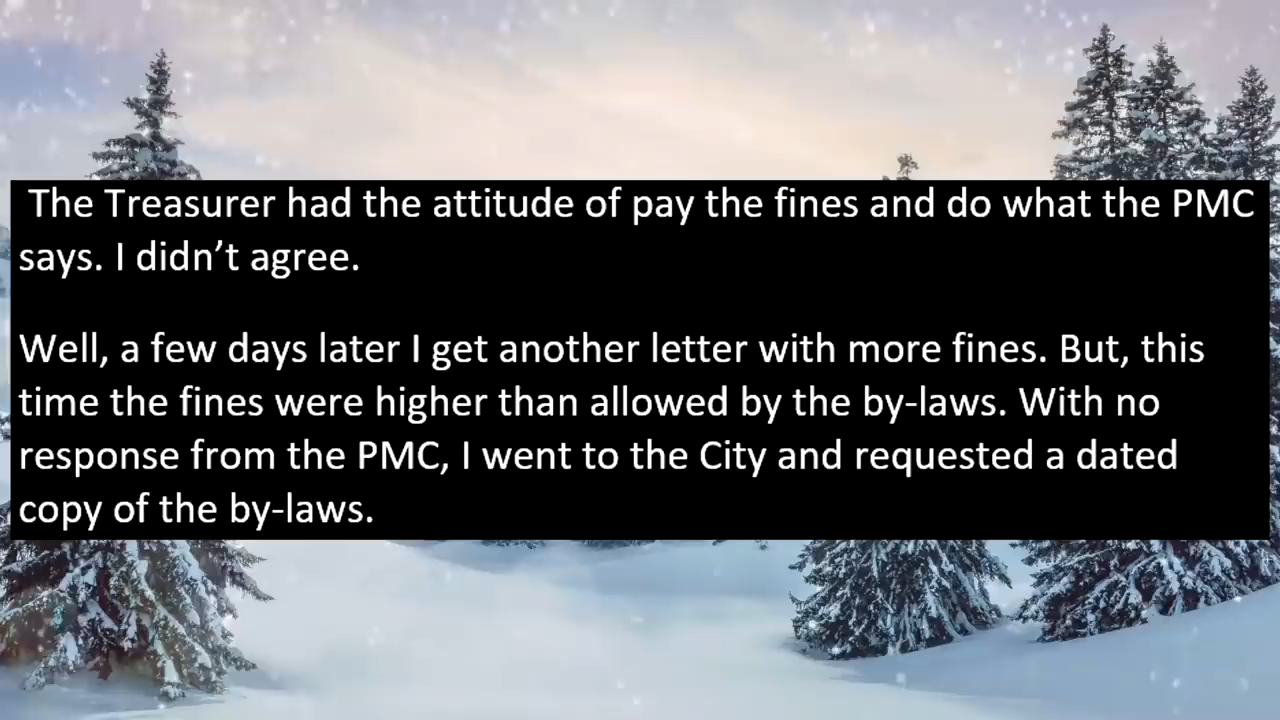 The Treasurer had the attitude of pay the fines and do what the PMC
says. I didn’t agree.
Well, a few days later I get another letter with more fines. But, this
time the fines were higher than allowed by the by-laws. With no
response from the PMC, I went to the City and requested a dated
copy of the by-laws.